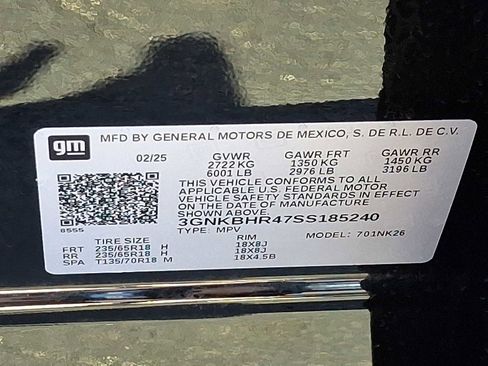 gm
MFD BY GENERAL MOTORS DE MEXICO, S. DE R.L. DE C.V.
02/25 GVWR GAWR FRT GAWR RR
2722 KG 1350 KG 1450 KG
6001 LB 2976 LB 3196 LB
THIS VEHICLE CONFORMS TO ALL
APPLICABLE U.S. FEDERAL MOTOR
VEHICLE SAFETY STANDARDS IN EFFECT
ON THE DATE OF MANUFACTURE
SHOWN ABOVE
3GNKBHR47SS185240
8555
TYPE: MPV MODEL: 701NK26
TIRE SIZE RIM
FRT 235/65R18 H 18X8J
RR 235/65R18 H 18X8J
SPA T135/70R18 M 18X4.5B